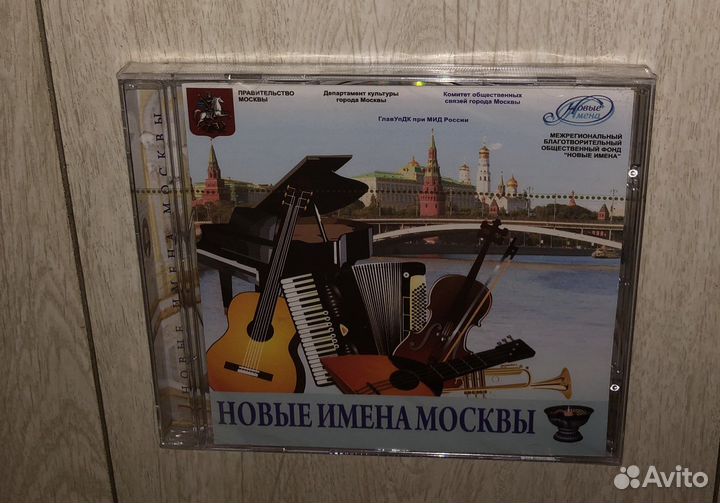 ПРАВИТЕЛЬСТВО
МОСКВЫ
Департамент культуры
города Москвы
Комитет общественных
связей города Москвы
ГлавУпДК при МИД России
Новые
Имена
МЕЖРЕГИОНАЛЬНЫЙ
БЛАГОТВОРИТЕЛЬНЫЙ
ОБЩЕСТВЕННЫЙ ФОНД
"НОВЫЕ ИМЕНА"
НОВЫЕ ИМЕНА МОСКВЫ
НОВЫЕ ИМЕНА МОСКВЫ
Avito